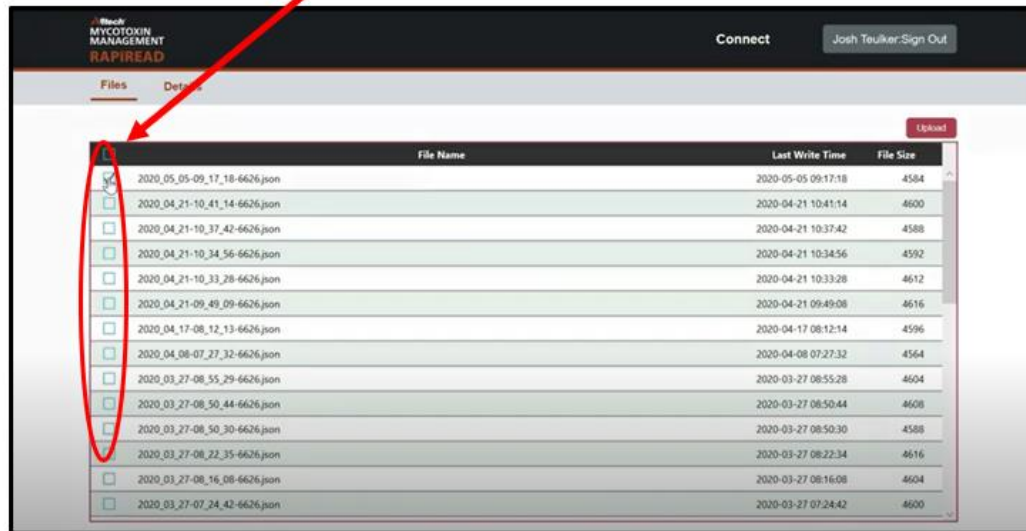 Alltech
MYCOTOXIN
MANAGEMENT
RAPIREAD
Connect
Josh Teulker:Sign Out
Files
Details
Upload
File Name Last Write Time File Size
2020_05_05-09_17_18-6626.json 2020-05-05 09:17:18 4584
2020_04_21-10_41_14-6626.json 2020-04-21 10:41:14 4600
2020_04_21-10_37_42-6626.json 2020-04-21 10:37:42 4588
2020_04_21-10_34_56-6626.json 2020-04-21 10:34:56 4592
2020_04_21-10_33_28-6626.json 2020-04-21 10:33:28 4612
2020_04_21-09_49_09-6626.json 2020-04-21 09:49:08 4616
2020_04_17-08_12_13-6626.json 2020-04-17 08:12:14 4596
2020_04_08-07_27_32-6626.json 2020-04-08 07:27:32 4564
2020_03_27-08_55_29-6626.json 2020-03-27 08:55:28 4604
2020_03_27-08_50_44-6626.json 2020-03-27 08:50:44 4608
2020_03_27-08_50_30-6626.json 2020-03-27 08:50:30 4588
2020_03_27-08_22_35-6626.json 2020-03-27 08:22:34 4616
2020_03_27-08_16_08-6626.json 2020-03-27 08:16:08 4604
2020_03_27-07_24_42-6626.json 2020-03-27 07:24:42 4600